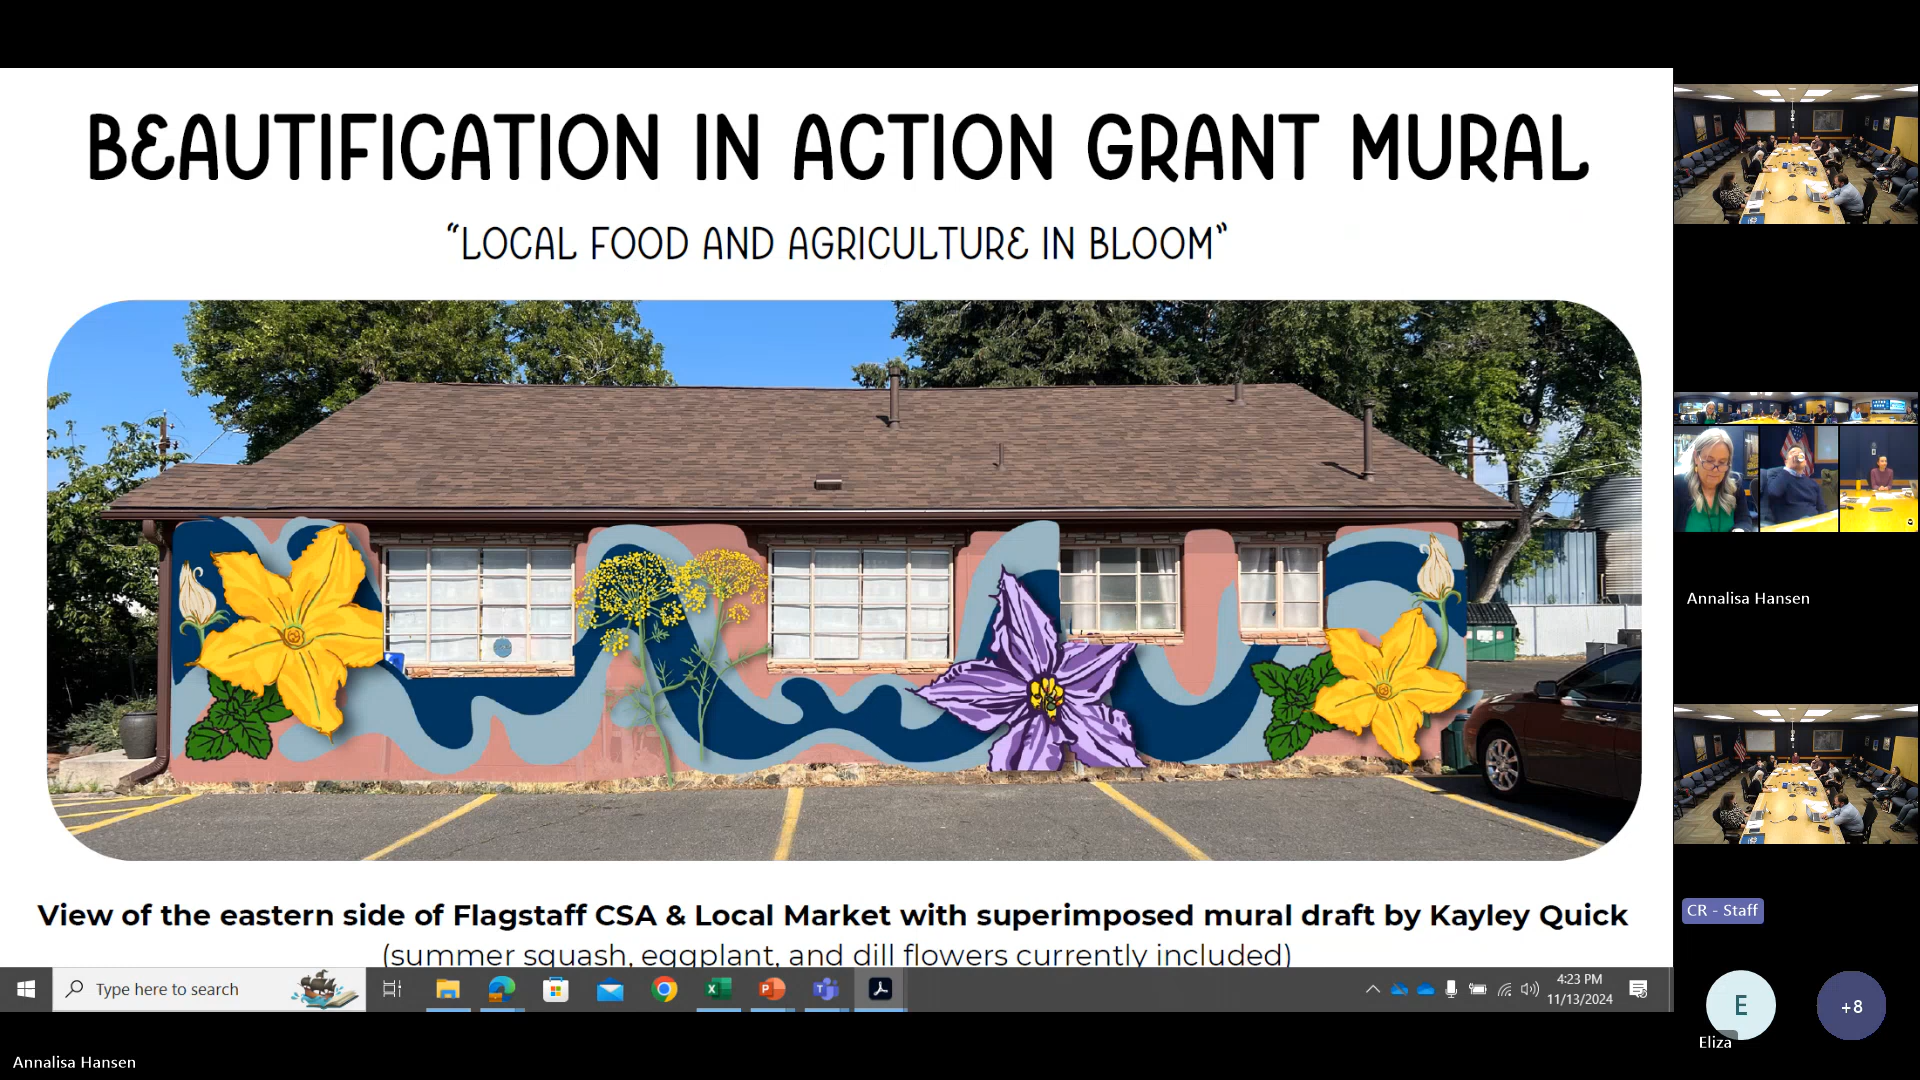 BEAUTIFICATION IN ACTION GRANT MURAL
“LOCAL FOOD AND AGRICULTURE IN BLOOM”
View of the eastern side of Flagstaff CSA & Local Market with superimposed mural draft by Kayley Quick
(summer squash, eggplant, and dill flowers currently included)
Type here to search
4:23 PM
11/13/2024
Annalisa Hansen
Annalisa Hansen
CR - Staff
E
Eliza
+8